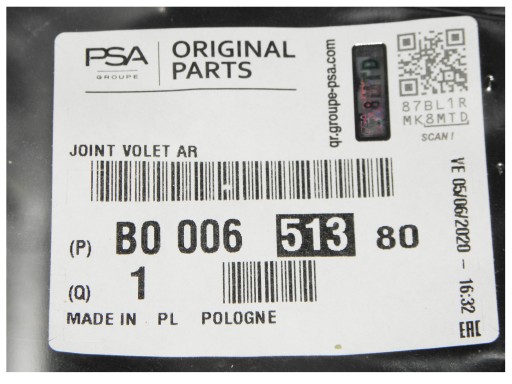 PSA
GROUPE
ORIGINAL
PARTS
qr.groupe-psa.com
8MTD
87BL1R
MK8MTD
SCAN!
JOINT VOLET AR
(P) B0 006 513 80
(Q) 1
MADE IN PL POLOGNE
VE 05/06/2020 - 16:32
EAC